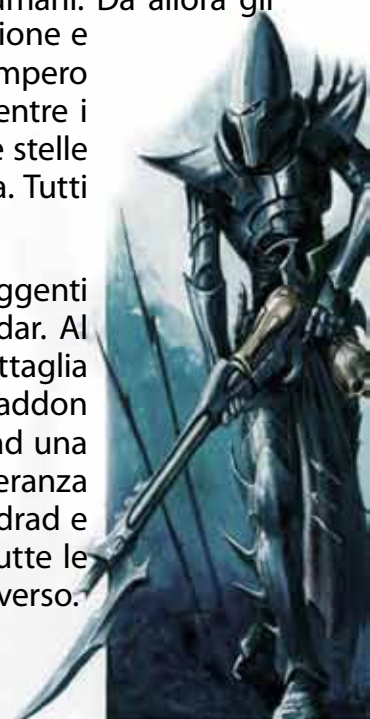 umani. Da allora gli
ione e
mpero
entre i
e stelle
a. Tutti
ggenti
dar. Al
ttaglia
addon
ad una
eranza
drad e
utte le
verso.